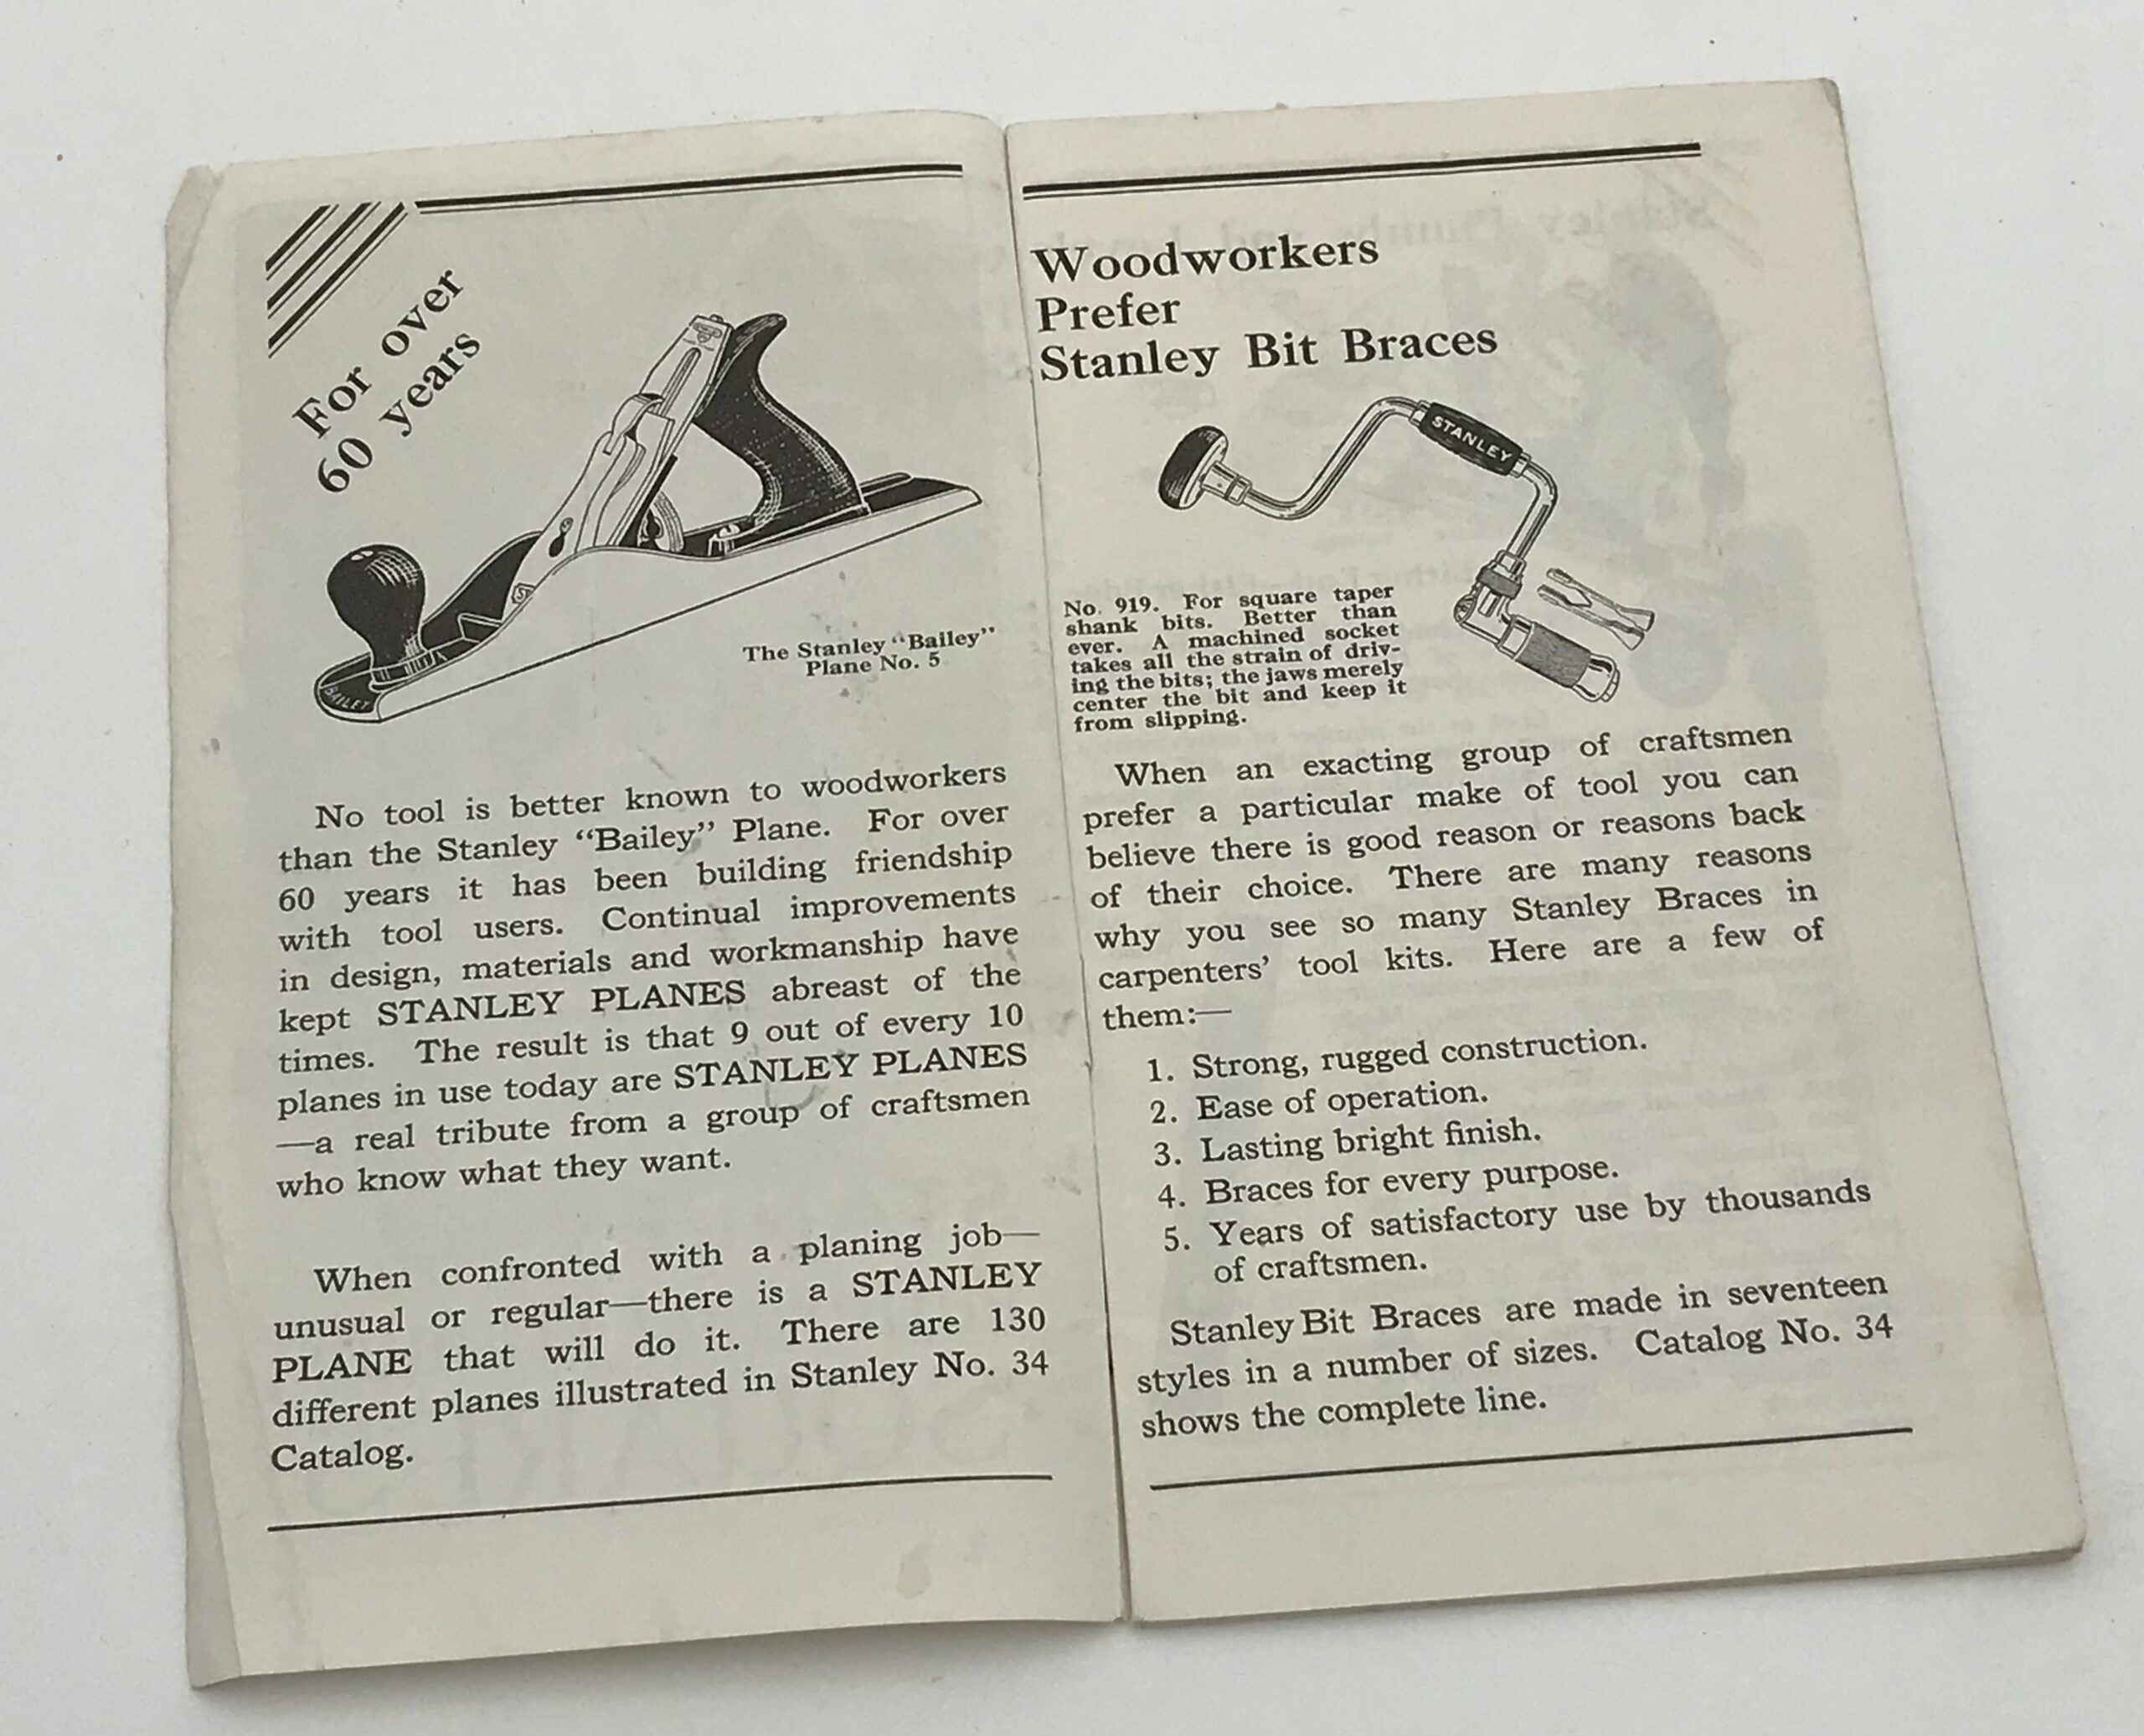 For over
60 years
BAILEY
The Stanley “Bailey”
Plane No. 5
No tool is better known to woodworkers
than the Stanley “Bailey” Plane. For over
60 years it has been building friendship
with tool users. Continual improvements
in design, materials and workmanship have
kept STANLEY PLANES abreast of the
times. The result is that 9 out of every 10
planes in use today are STANLEY PLANES
—a real tribute from a group of craftsmen
who know what they want.
When confronted with a planing job—
unusual or regular—there is a STANLEY
PLANE that will do it. There are 130
different planes illustrated in Stanley No. 34
Catalog.
Woodworkers
Prefer
Stanley Bit Braces
STANLEY
No. 919. For square taper
shank bits. Better than
ever. A machined socket
takes all the strain of driv-
ing the bits; the jaws merely
center the bit and keep it
from slipping.
When an exacting group of craftsmen
prefer a particular make of tool you can
believe there is good reason or reasons back
of their choice. There are many reasons
why you see so many Stanley Braces in
carpenters’ tool kits. Here are a few of
them:—
1. Strong, rugged construction.
2. Ease of operation.
3. Lasting bright finish.
4. Braces for every purpose.
5. Years of satisfactory use by thousands
of craftsmen.
Stanley Bit Braces are made in seventeen
styles in a number of sizes. Catalog No. 34
shows the complete line.